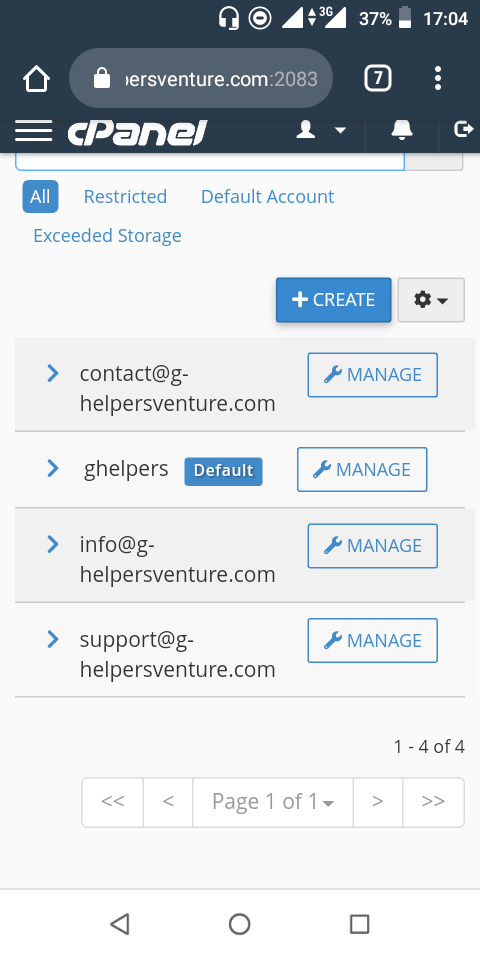 3G 37% 17:04
persventure.com:2083 7
cPanel
All Restricted Default Account
Exceeded Storage
+ CREATE
contact@g-
helpersventure.com MANAGE
ghelpers Default MANAGE
info@g-
helpersventure.com MANAGE
support@g-
helpersventure.com MANAGE
1 - 4 of 4
<< < Page 1 of 1 > >>